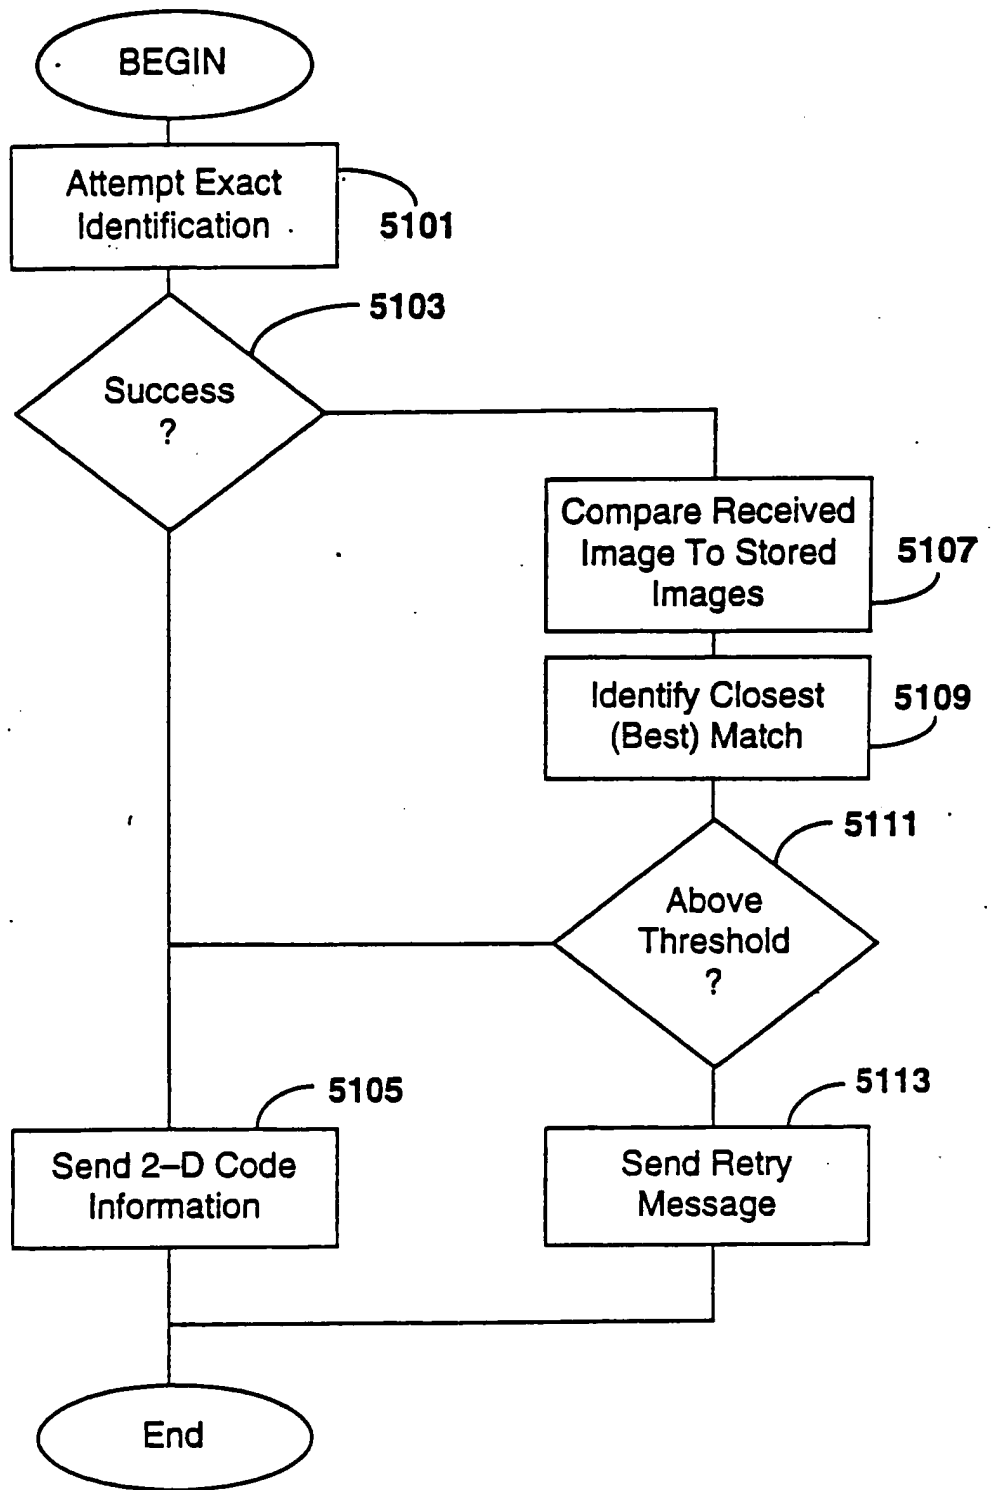 BEGIN
Attempt Exact
Identification
5101
5103
Success
?
Compare Received
Image To Stored
Images
5107
Identify Closest
(Best) Match
5109
5111
Above
Threshold
?
5105
Send 2-D Code
Information
5113
Send Retry
Message
End